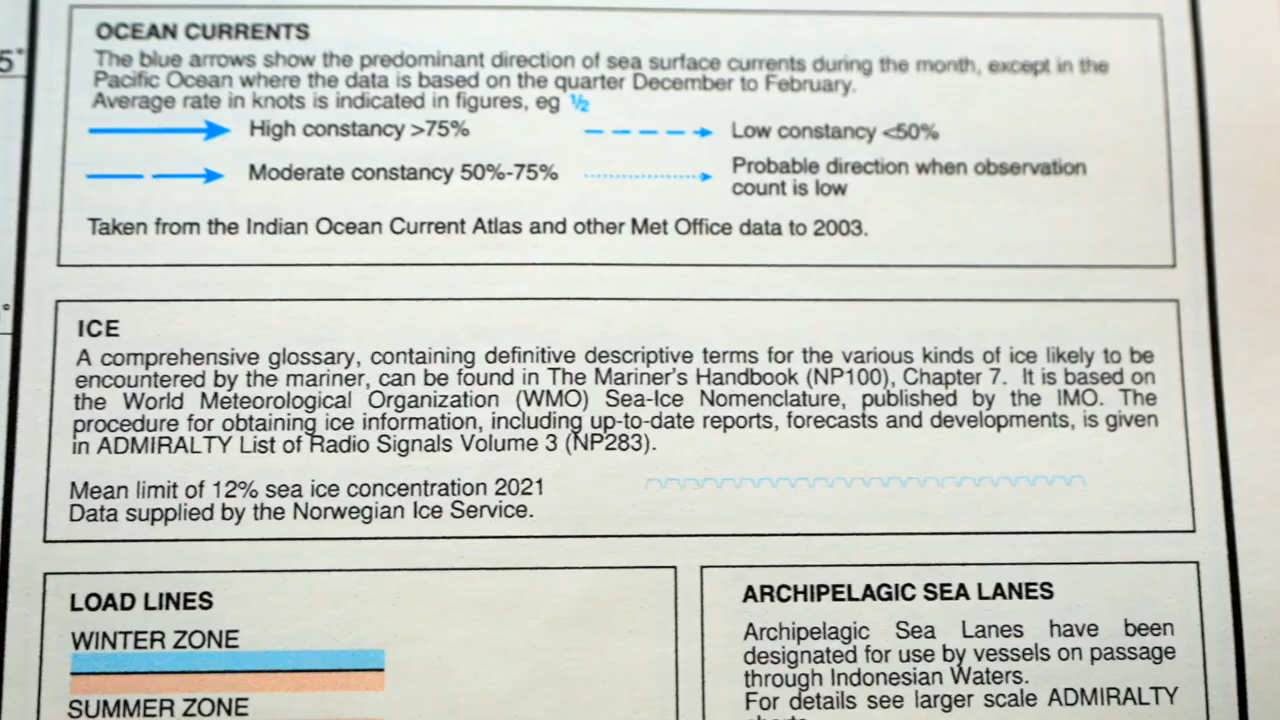 5°
OCEAN CURRENTS
The blue arrows show the predominant direction of sea surface currents during the month, except in the
Pacific Ocean where the data is based on the quarter December to February.
Average rate in knots is indicated in figures, eg ½
High constancy >75%
Low constancy <50%
Moderate constancy 50%-75%
Probable direction when observation
count is low
Taken from the Indian Ocean Current Atlas and other Met Office data to 2003.
ICE
A comprehensive glossary, containing definitive descriptive terms for the various kinds of ice likely to be
encountered by the mariner, can be found in The Mariner's Handbook (NP100), Chapter 7. It is based on
the World Meteorological Organization (WMO) Sea-Ice Nomenclature, published by the IMO. The
procedure for obtaining ice information, including up-to-date reports, forecasts and developments, is given
in ADMIRALTY List of Radio Signals Volume 3 (NP283).
Mean limit of 12% sea ice concentration 2021
Data supplied by the Norwegian Ice Service.
LOAD LINES
WINTER ZONE
SUMMER ZONE
ARCHIPELAGIC SEA LANES
Archipelagic Sea Lanes have been
designated for use by vessels on passage
through Indonesian Waters.
For details see larger scale ADMIRALTY